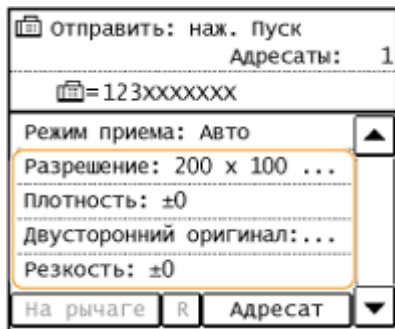 Отправить: наж. Пуск
Адресаты: 1
=123xxxxxxx
Режим приема: Авто
Разрешение: 200 x 100 ...
Плотность: ±0
Двусторонний оригинал:...
Резкость: ±0
На рычаге R Адресат